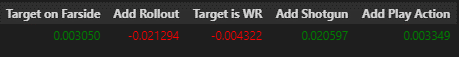 Target on Farside Add Rollout Target is WR Add Shotgun Add Play Action
0.003050 -0.021294 -0.004322 0.020597 0.003349